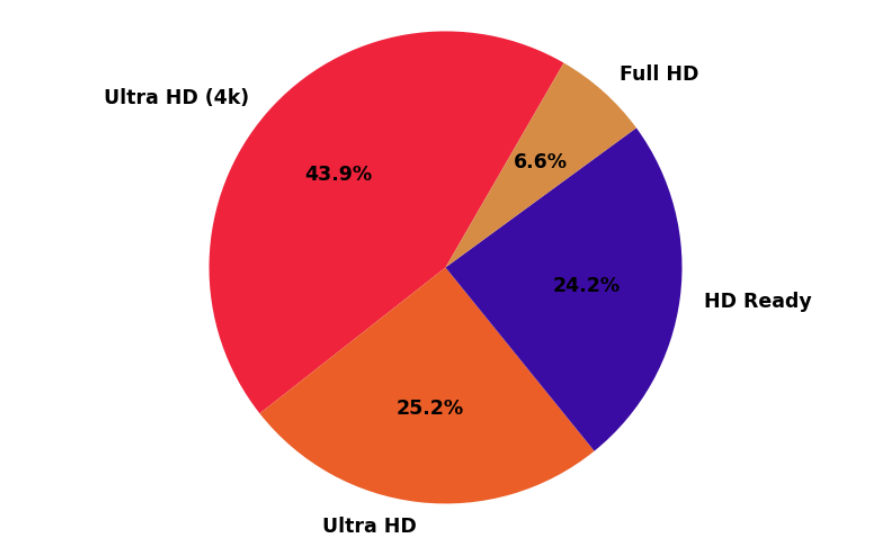 Full HD
Ultra HD (4k)
6.6%
43.9%
24.2%
HD Ready
25.2%
Ultra HD